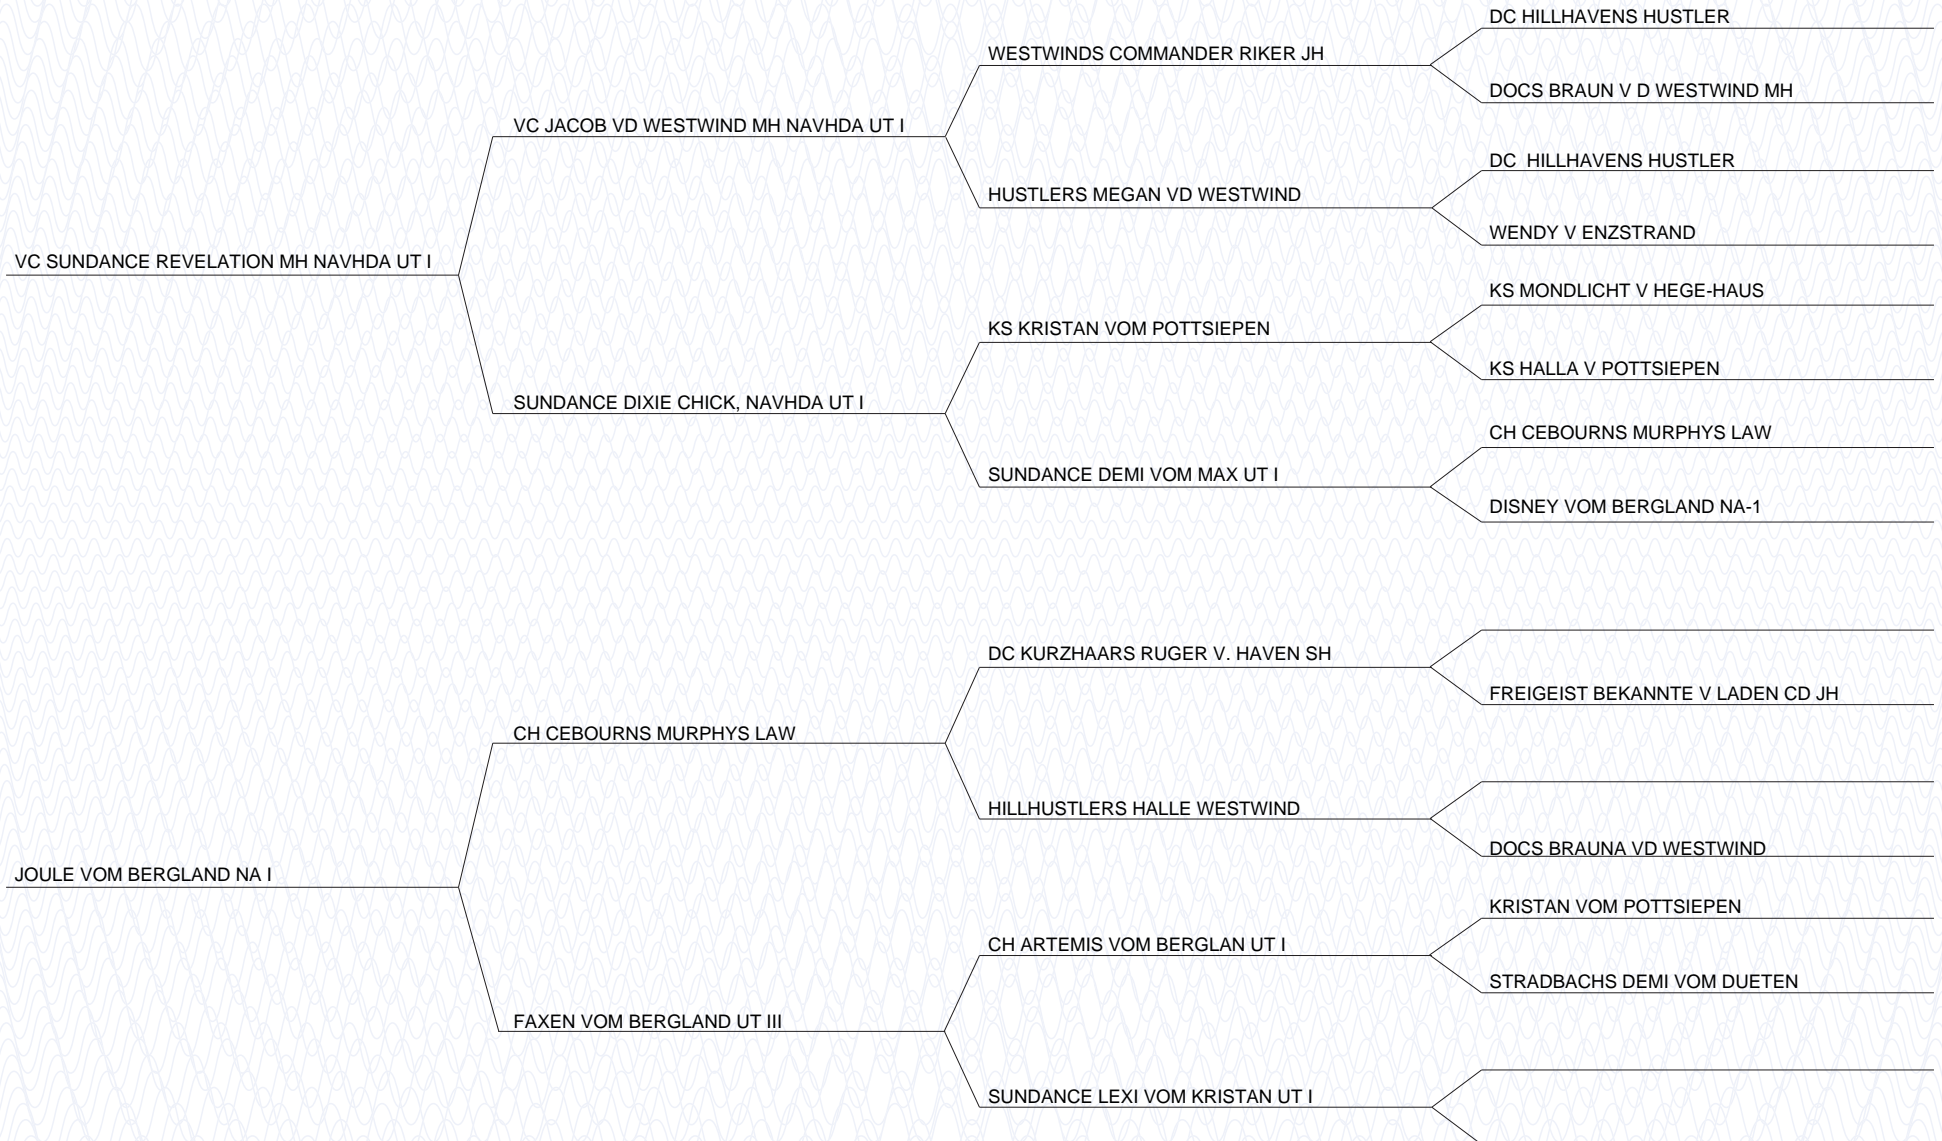 DC HILLHAVENS HUSTLER
WESTWINDS COMMANDER RIKER JH
DOCS BRAUN V D WESTWIND MH
VC JACOB VD WESTWIND MH NAVHDA UT I
DC  HILLHAVENS HUSTLER
HUSTLERS MEGAN VD WESTWIND
WENDY V ENZSTRAND
VC SUNDANCE REVELATION MH NAVHDA UT I
KS MONDLICHT V HEGE-HAUS
KS KRISTAN VOM POTTSIEPEN
KS HALLA V POTTSIEPEN
SUNDANCE DIXIE CHICK, NAVHDA UT I
CH CEBOURNS MURPHYS LAW
SUNDANCE DEMI VOM MAX UT I
DISNEY VOM BERGLAND NA-1
DC KURZHAARS RUGER V. HAVEN SH
FREIGEIST BEKANNTE V LADEN CD JH
CH CEBOURNS MURPHYS LAW
HILLHUSTLERS HALLE WESTWIND
DOCS BRAUNA VD WESTWIND
JOULE VOM BERGLAND NA I
KRISTAN VOM POTTSIEPEN
CH ARTEMIS VOM BERGLAN UT I
STRADBACHS DEMI VOM DUETEN
FAXEN VOM BERGLAND UT III
SUNDANCE LEXI VOM KRISTAN UT I